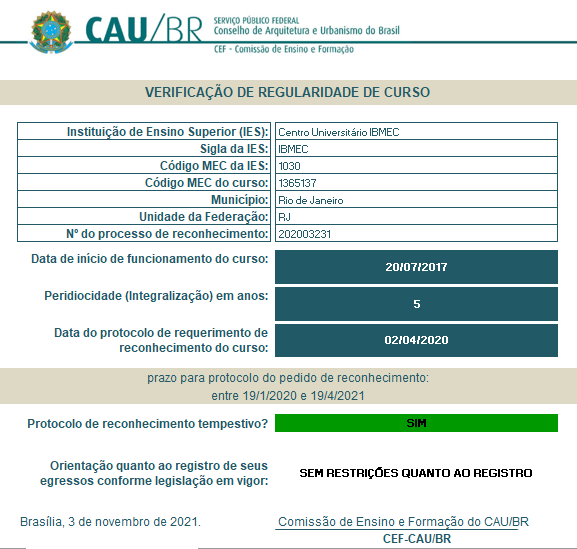 CAU/BR
SERVIÇO PÚBLICO FEDERAL
Conselho de Arquitetura e Urbanismo do Brasil
CEF - Comissão de Ensino e Formação
VERIFICAÇÃO DE REGULARIDADE DE CURSO
Instituição de Ensino Superior (IES): Centro Universitário IBMEC
Sigla da IES: IBMEC
Código MEC da IES: 1030
Código MEC do curso: 1365137
Município: Rio de Janeiro
Unidade da Federação: RJ
Nº do processo de reconhecimento: 202003231
Data de início de funcionamento do curso: 20/07/2017
Peridiocidade (Integralização) em anos: 5
Data do protocolo de requerimento de
reconhecimento do curso: 02/04/2020
prazo para protocolo do pedido de reconhecimento:
entre 19/1/2020 e 19/4/2021
Protocolo de reconhecimento tempestivo? SIM
Orientação quanto ao registro de seus
egressos conforme legislação em vigor: SEM RESTRIÇÕES QUANTO AO REGISTRO
Brasília, 3 de novembro de 2021. Comissão de Ensino e Formação do CAU/BR
CEF-CAU/BR